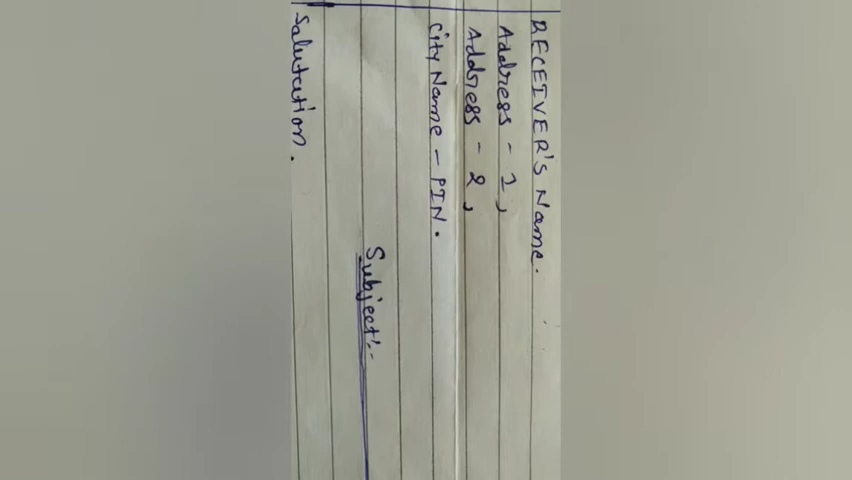 RECEIVER'S Name.
Address - 1,
Address - 2,
City Name - PIN.
Subject:-
Salutation.